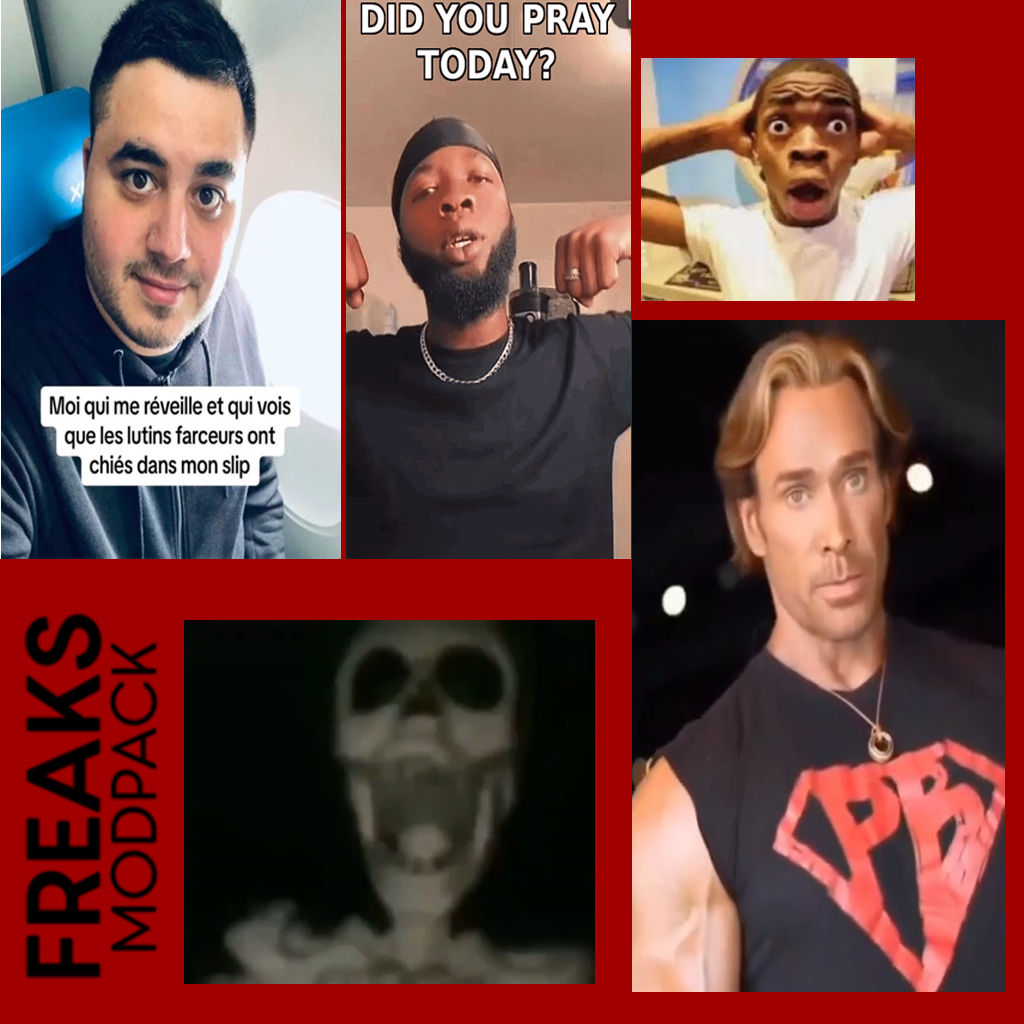 DID YOU PRAY
TODAY?
Moi qui me réveille et qui vois
que les lutins farceurs ont
chiés dans mon slip
FREAKS
MODPACK
PB